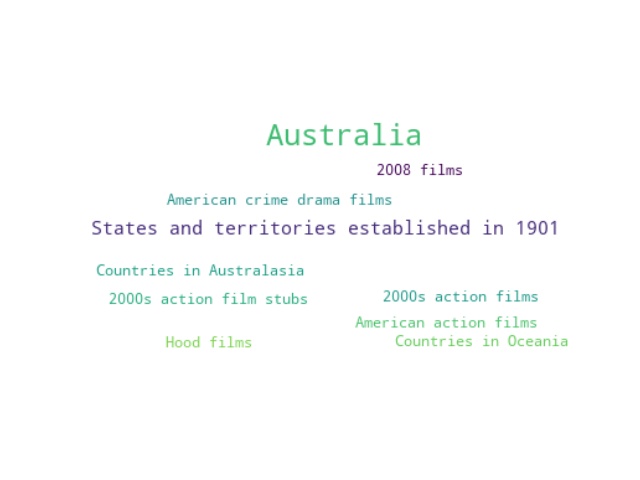 Australia
2008 films
American crime drama films
States and territories established in 1901
Countries in Australasia
2000s action film stubs
2000s action films
American action films
Hood films
Countries in Oceania